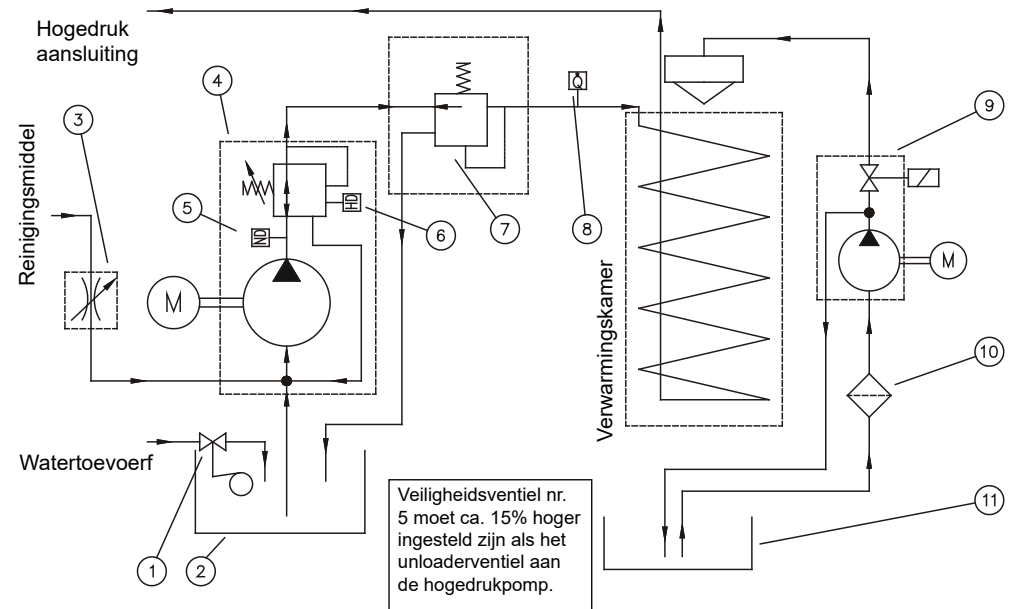 Hogedruk
aansluiting
4
3
Reinigingsmiddel
5
ND
HD
6
7
Q
8
9
M
M
Verwarmingskamer
10
Watertoevoerf
1
2
Veiligheidsventiel nr.
5 moet ca. 15% hoger
ingesteld zijn als het
unloaderventiel aan
de hogedrukpomp.
11